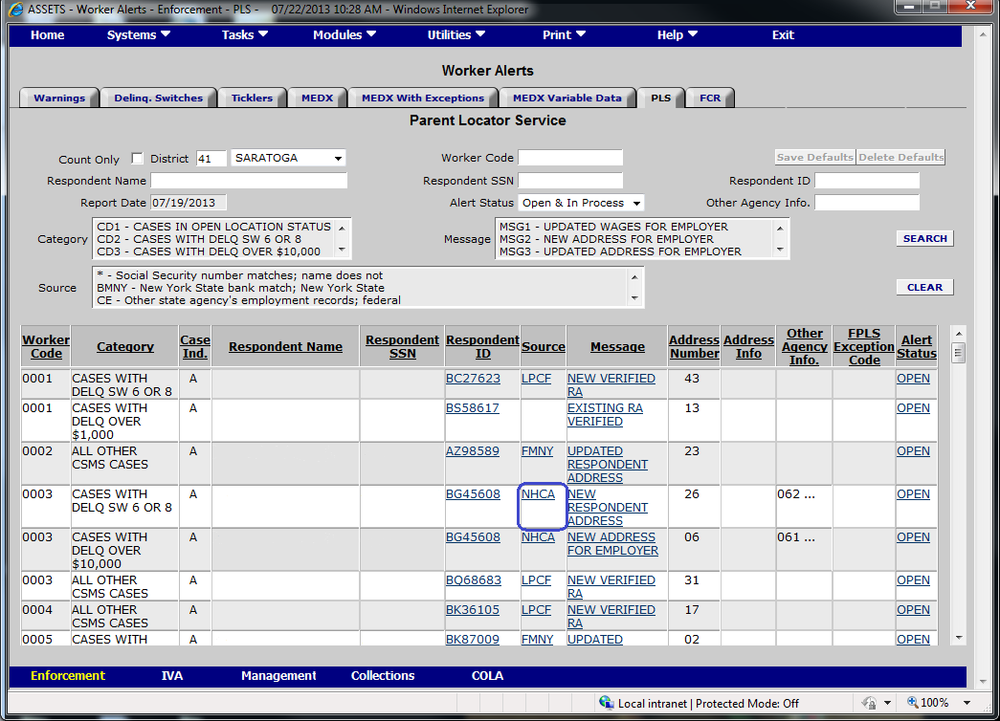 ASSETS - Worker Alerts - Enforcement - PLS -    07/22/2013 10:28 AM - Windows Internet Explorer
Home Systems Tasks Modules Utilities Print Help Exit
Worker Alerts
Warnings Delinq. Switches Ticklers MEDX MEDX With Exceptions MEDX Variable Data PLS FCR
Parent Locator Service
Count Only District 41 SARATOGA Worker Code Save Defaults Delete Defaults
Respondent Name Respondent SSN Respondent ID
Report Date 07/19/2013 Alert Status Open & In Process Other Agency Info.
Category CD1 - CASES IN OPEN LOCATION STATUS
CD2 - CASES WITH DELQ SW 6 OR 8
CD3 - CASES WITH DELQ OVER $10,000
Message MSG1 - UPDATED WAGES FOR EMPLOYER
MSG2 - NEW ADDRESS FOR EMPLOYER
MSG3 - UPDATED ADDRESS FOR EMPLOYER
SEARCH
Source * - Social Security number matches; name does not
BMNY - New York State bank match; New York State
CE - Other state agency's employment records; federal
CLEAR
Worker Code Category Case Ind. Respondent Name Respondent SSN Respondent ID Source Message Address Number Address Info Other Agency Info. FPLS Exception Code Alert Status
0001 CASES WITH DELQ SW 6 OR 8 A BC27623 LPCF NEW VERIFIED RA 43 OPEN
0001 CASES WITH DELQ OVER $1,000 A BS58617 EXISTING RA VERIFIED 13 OPEN
0002 ALL OTHER CSMS CASES A AZ98589 FMNY UPDATED RESPONDENT ADDRESS 23 OPEN
0003 CASES WITH DELQ SW 6 OR 8 A BG45608 NHCA NEW RESPONDENT ADDRESS 26 062 ... OPEN
0003 CASES WITH DELQ OVER $10,000 A BG45608 NHCA NEW ADDRESS FOR EMPLOYER 06 061 ... OPEN
0003 ALL OTHER CSMS CASES A BQ68683 LPCF NEW VERIFIED RA 31 OPEN
0004 ALL OTHER CSMS CASES A BK36105 LPCF NEW VERIFIED RA 17 OPEN
0005 CASES WITH A BK87009 FMNY UPDATED 02 OPEN
Enforcement IVA Management Collections COLA
Local intranet | Protected Mode: Off 100%